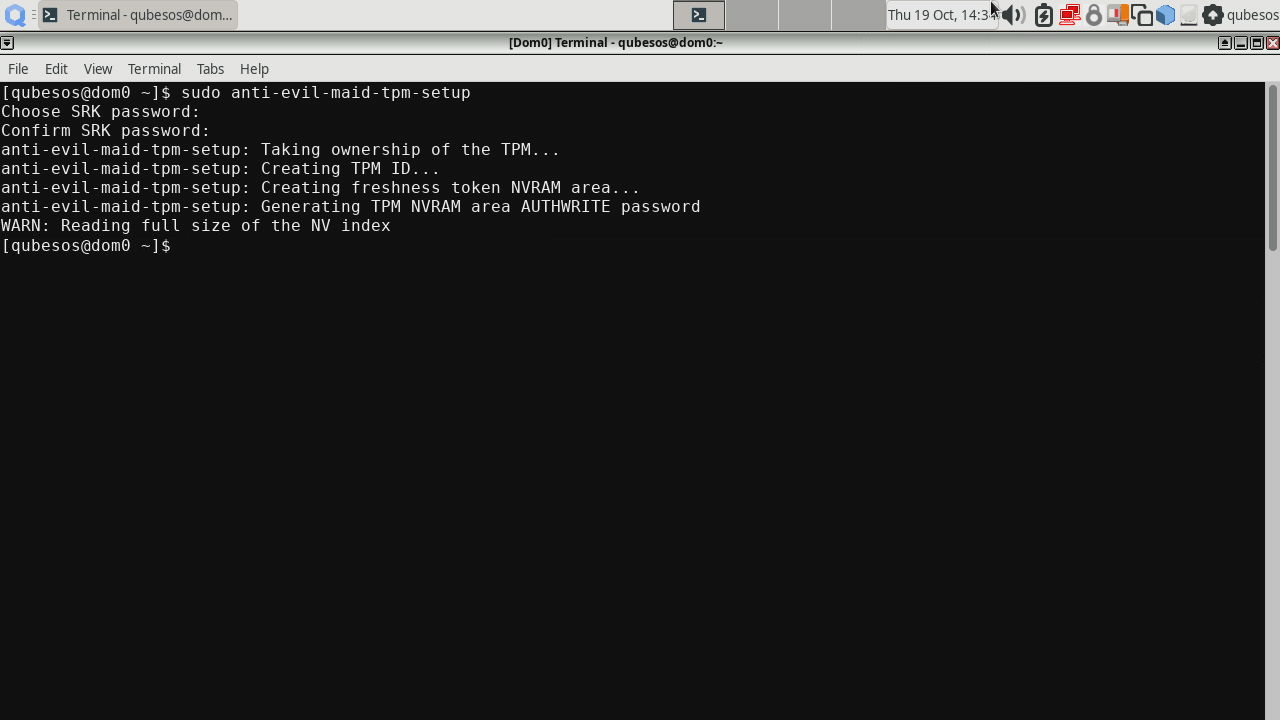 Terminal - qubesos@dom...
Thu 19 Oct, 14:3
qubesos
[Dom0] Terminal - qubesos@dom0:~
File Edit View Terminal Tabs Help
[qubesos@dom0 ~]$ sudo anti-evil-maid-tpm-setup
Choose SRK password:
Confirm SRK password:
anti-evil-maid-tpm-setup: Taking ownership of the TPM...
anti-evil-maid-tpm-setup: Creating TPM ID...
anti-evil-maid-tpm-setup: Creating freshness token NVRAM area...
anti-evil-maid-tpm-setup: Generating TPM NVRAM area AUTHWRITE password
WARN: Reading full size of the NV index
[qubesos@dom0 ~]$